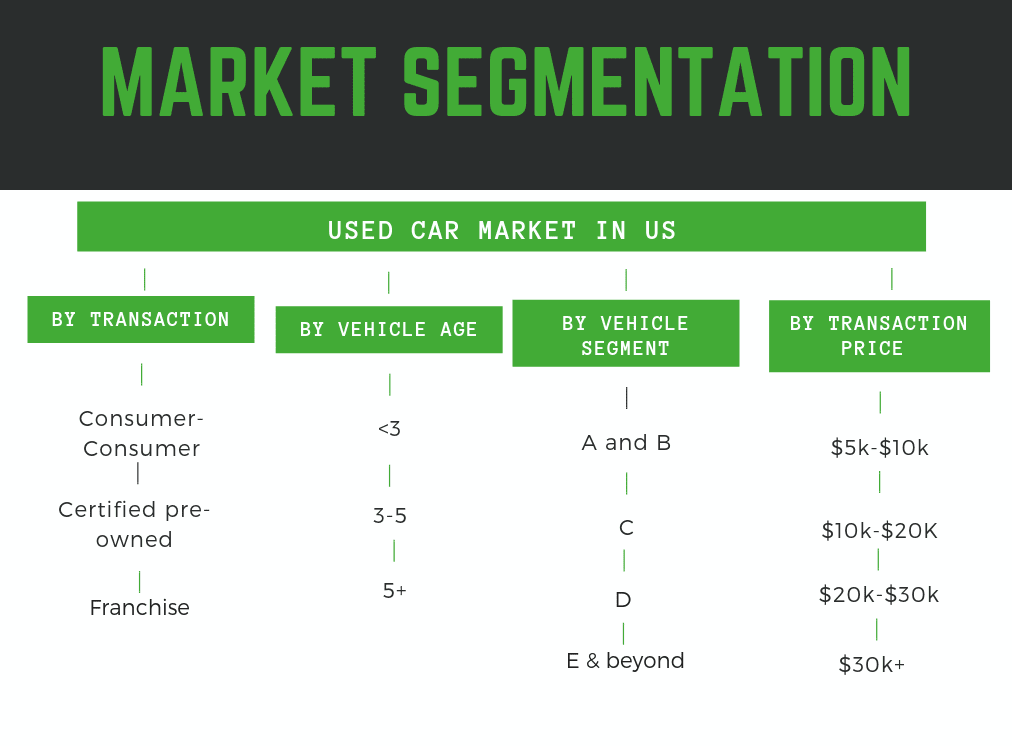 MARKET SEGMENTATION
USED CAR MARKET IN US
BY TRANSACTION
Consumer-
Consumer
Certified pre-
owned
Franchise
BY VEHICLE AGE
<3
3-5
5+
BY VEHICLE
SEGMENT
A and B
C
D
E & beyond
BY TRANSACTION
PRICE
$5k-$10k
$10k-$20K
$20k-$30k
$30k+